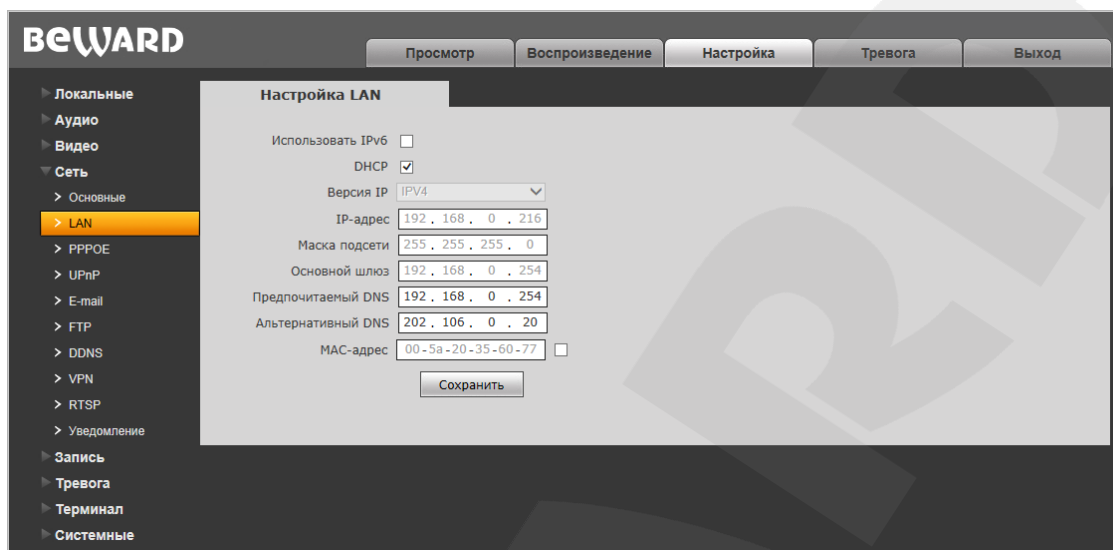 BEWARD
Просмотр
Воспроизведение
Настройка
Тревога
Выход
Локальные
Аудио
Видео
Сеть
Основные
LAN
PPPOE
UPnP
E-mail
FTP
DDNS
VPN
RTSP
Уведомление
Запись
Тревога
Терминал
Системные
Настройка LAN
Использовать IPv6
DHCP
Версия IP IPV4
IP-адрес 192 . 168 . 0 . 216
Маска подсети 255 . 255 . 255 . 0
Основной шлюз 192 . 168 . 0 . 254
Предпочитаемый DNS 192 . 168 . 0 . 254
Альтернативный DNS 202 . 106 . 0 . 20
MAC-адрес 00-5a-20-35-60-77
Сохранить